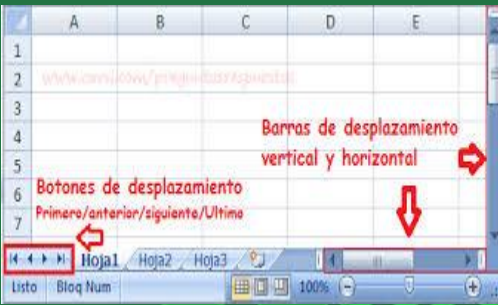 A B C D E
1
2
3
4
Barras de desplazamiento
5
vertical y horizontal
6
Botones de desplazamiento
7
Primero/anterior/siguiente/Ultimo
Hoja1 Hoja2 Hoja3
Listo Bloq Num 100%